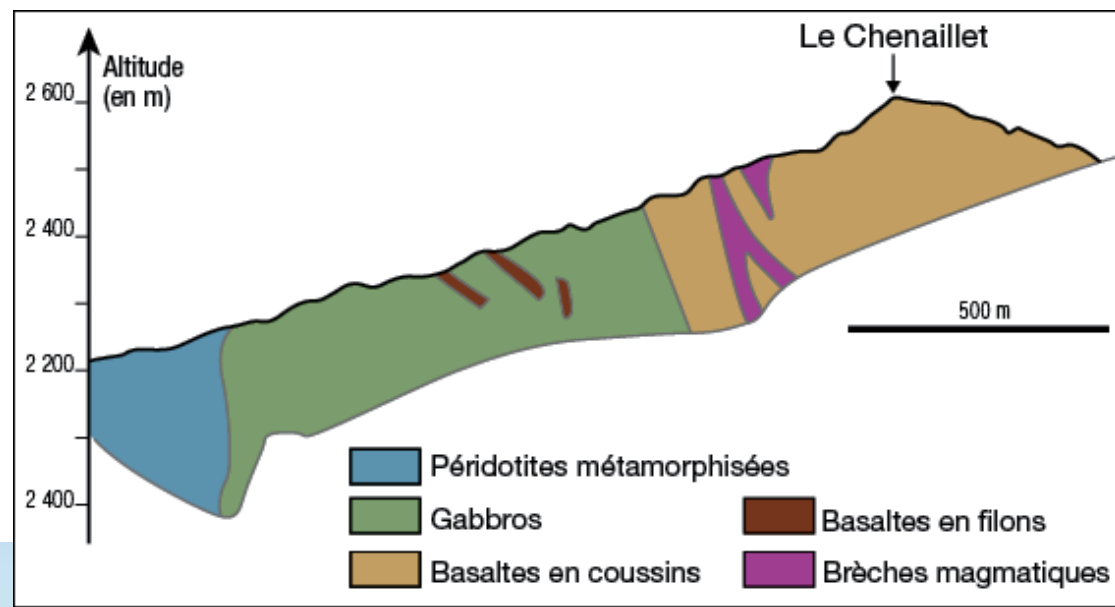 Le Chenaillet
Altitude
(en m)
2 600
2 400
2 200
2 400
500 m
Péridotites métamorphisées
Gabbros
Basaltes en filons
Basaltes en coussins
Brèches magmatiques